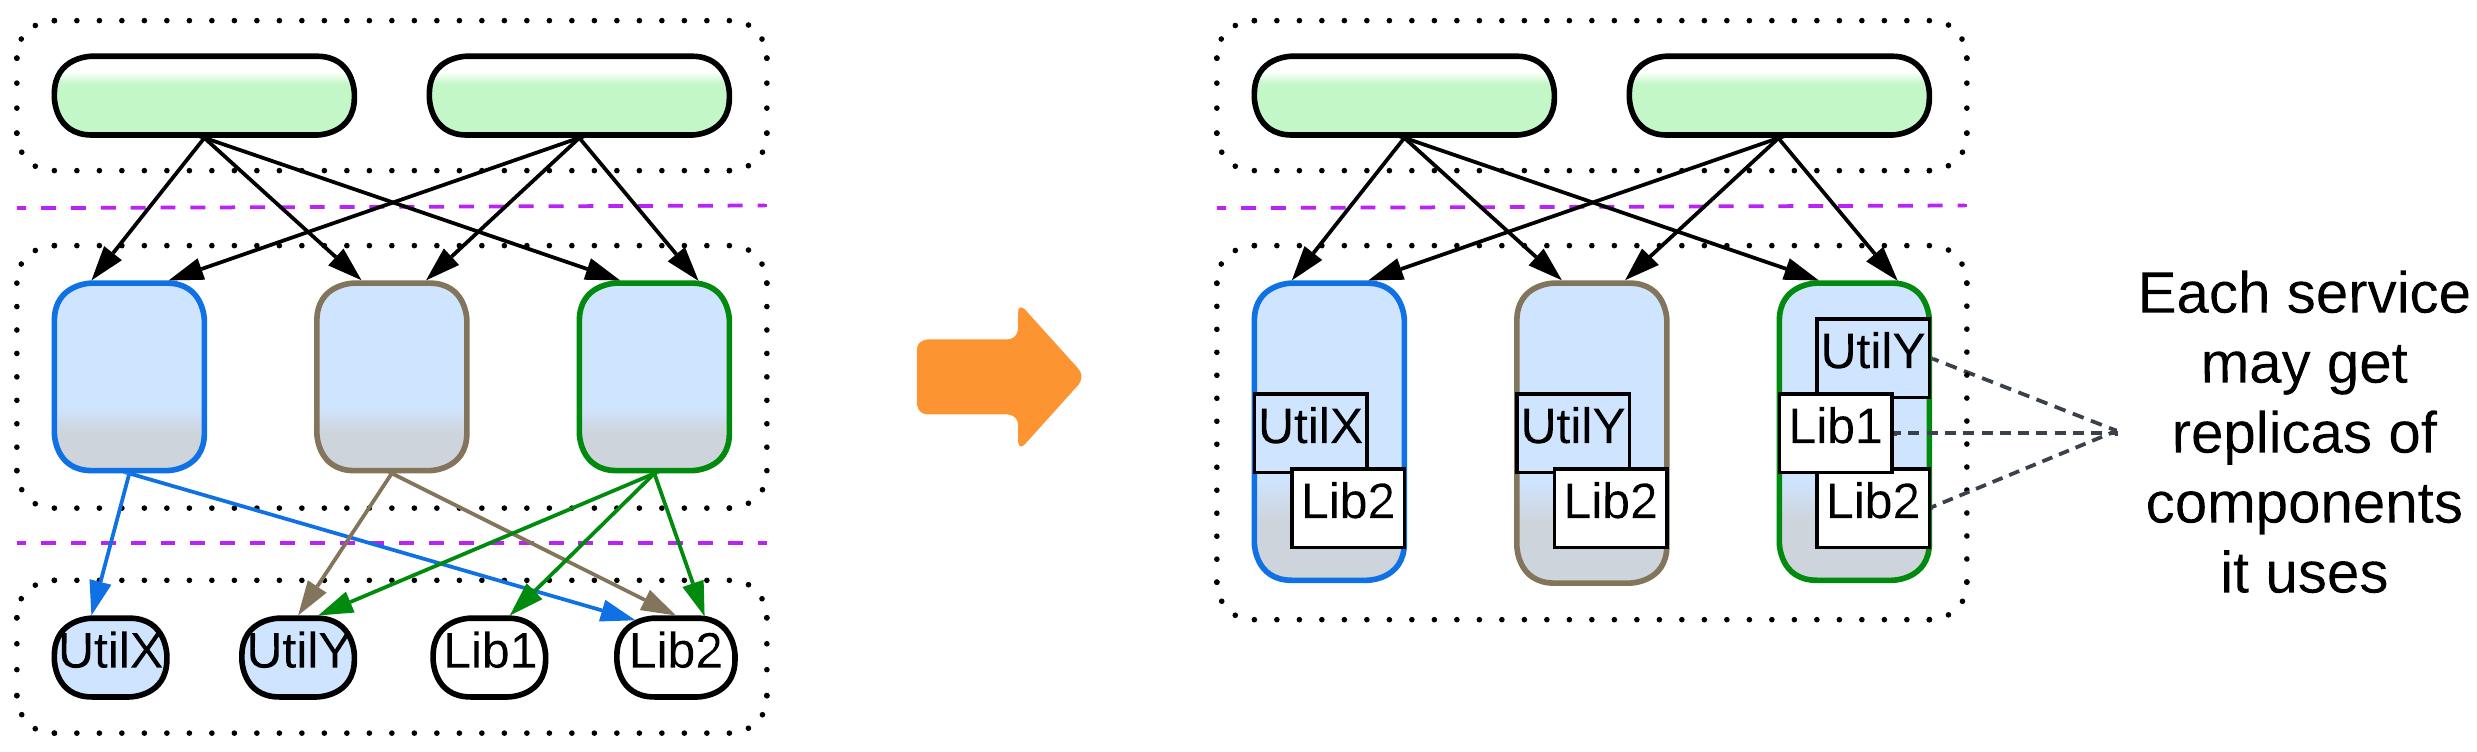 UtilX
UtilY
Lib1
Lib2
UtilX
Lib2
UtilY
Lib2
UtilY
Lib1
Lib2
Each service
may get
replicas of
components
it uses